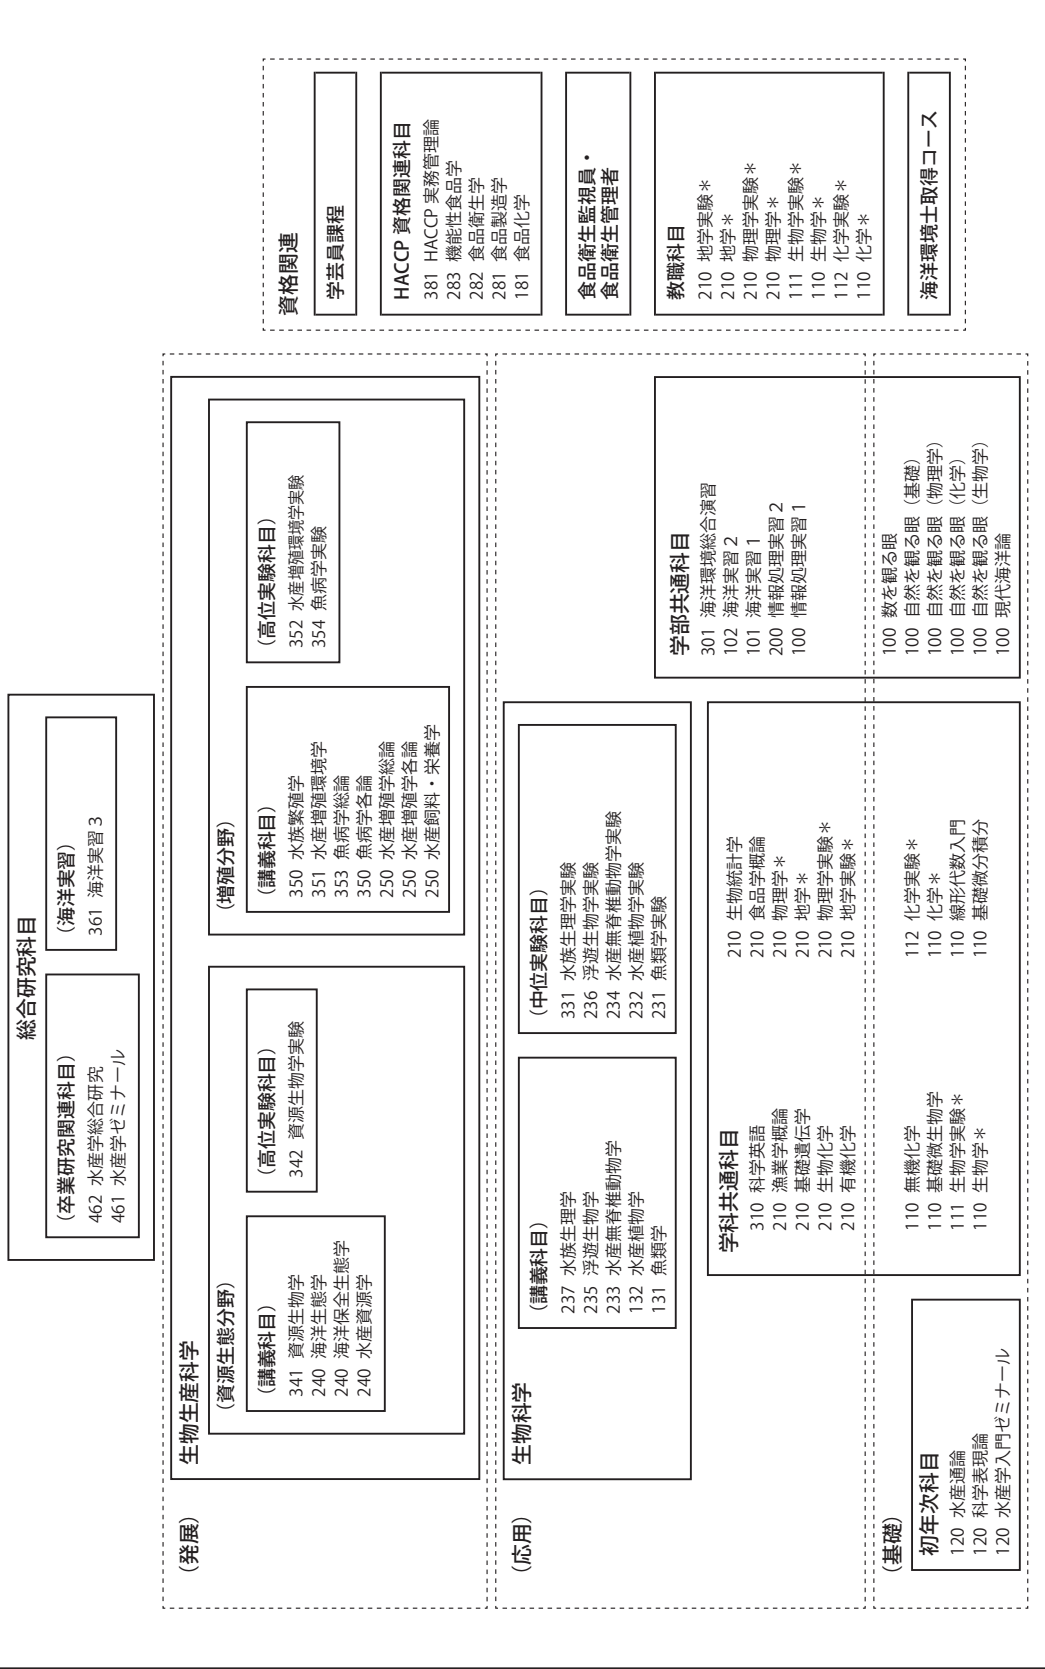 総合研究科目
(卒業研究関連科目)
462 水産学総合研究
461 水産学ゼミナール
(海洋実習)
361 海洋実習 3
(発展)
生物生産科学
(資源生態分野)
(講義科目)
341 資源生物学
240 海洋生態学
240 海洋保全生態学
240 水産資源学
(高位実験科目)
342 資源生物学実験
(増殖分野)
(講義科目)
350 水族繁殖学
351 水産増殖環境学
353 魚病学総論
350 魚病学各論
250 水産増殖学総論
250 水産増殖学各論
250 水産飼料・栄養学
(高位実験科目)
352 水産増殖環境学実験
354 魚病学実験
(応用)
生物科学
(講義科目)
237 水族生理学
235 浮遊生物学
233 水産無脊椎動物学
132 水産植物学
131 魚類学
(中位実験科目)
331 水族生理学実験
236 浮遊生物学実験
234 水産無脊椎動物学実験
232 水産植物学実験
231 魚類学実験
学科共通科目
310 科学英語
210 漁業学概論
210 基礎遺伝学
210 生物化学
210 有機化学
210 生物統計学
210 食品学概論
210 物理学*
210 地学*
210 物理学実験*
210 地学実験*
110 無機化学
110 基礎微生物学
111 生物学実験*
110 生物学*
112 化学実験*
110 化学*
110 線形代数入門
110 基礎微分積分
学部共通科目
301 海洋環境総合演習
102 海洋実習 2
101 海洋実習 1
200 情報処理実習 2
100 情報処理実習 1
100 数を観る眼
100 自然を観る眼(基礎)
100 自然を観る眼(物理学)
100 自然を観る眼(化学)
100 自然を観る眼(生物学)
100 現代海洋論
(基礎)
初年次科目
120 水産通論
120 科学表現論
120 水産学入門ゼミナール
資格関連
学芸員課程
HACCP 資格関連科目
381 HACCP 実務管理論
283 機能性食品学
282 食品衛生学
281 食品製造学
181 食品化学
食品衛生監視員・
食品衛生管理者
教職科目
210 地学実験*
210 地学*
210 物理学実験*
210 物理学*
111 生物学実験*
110 生物学*
112 化学実験*
110 化学*
海洋環境士取得コース